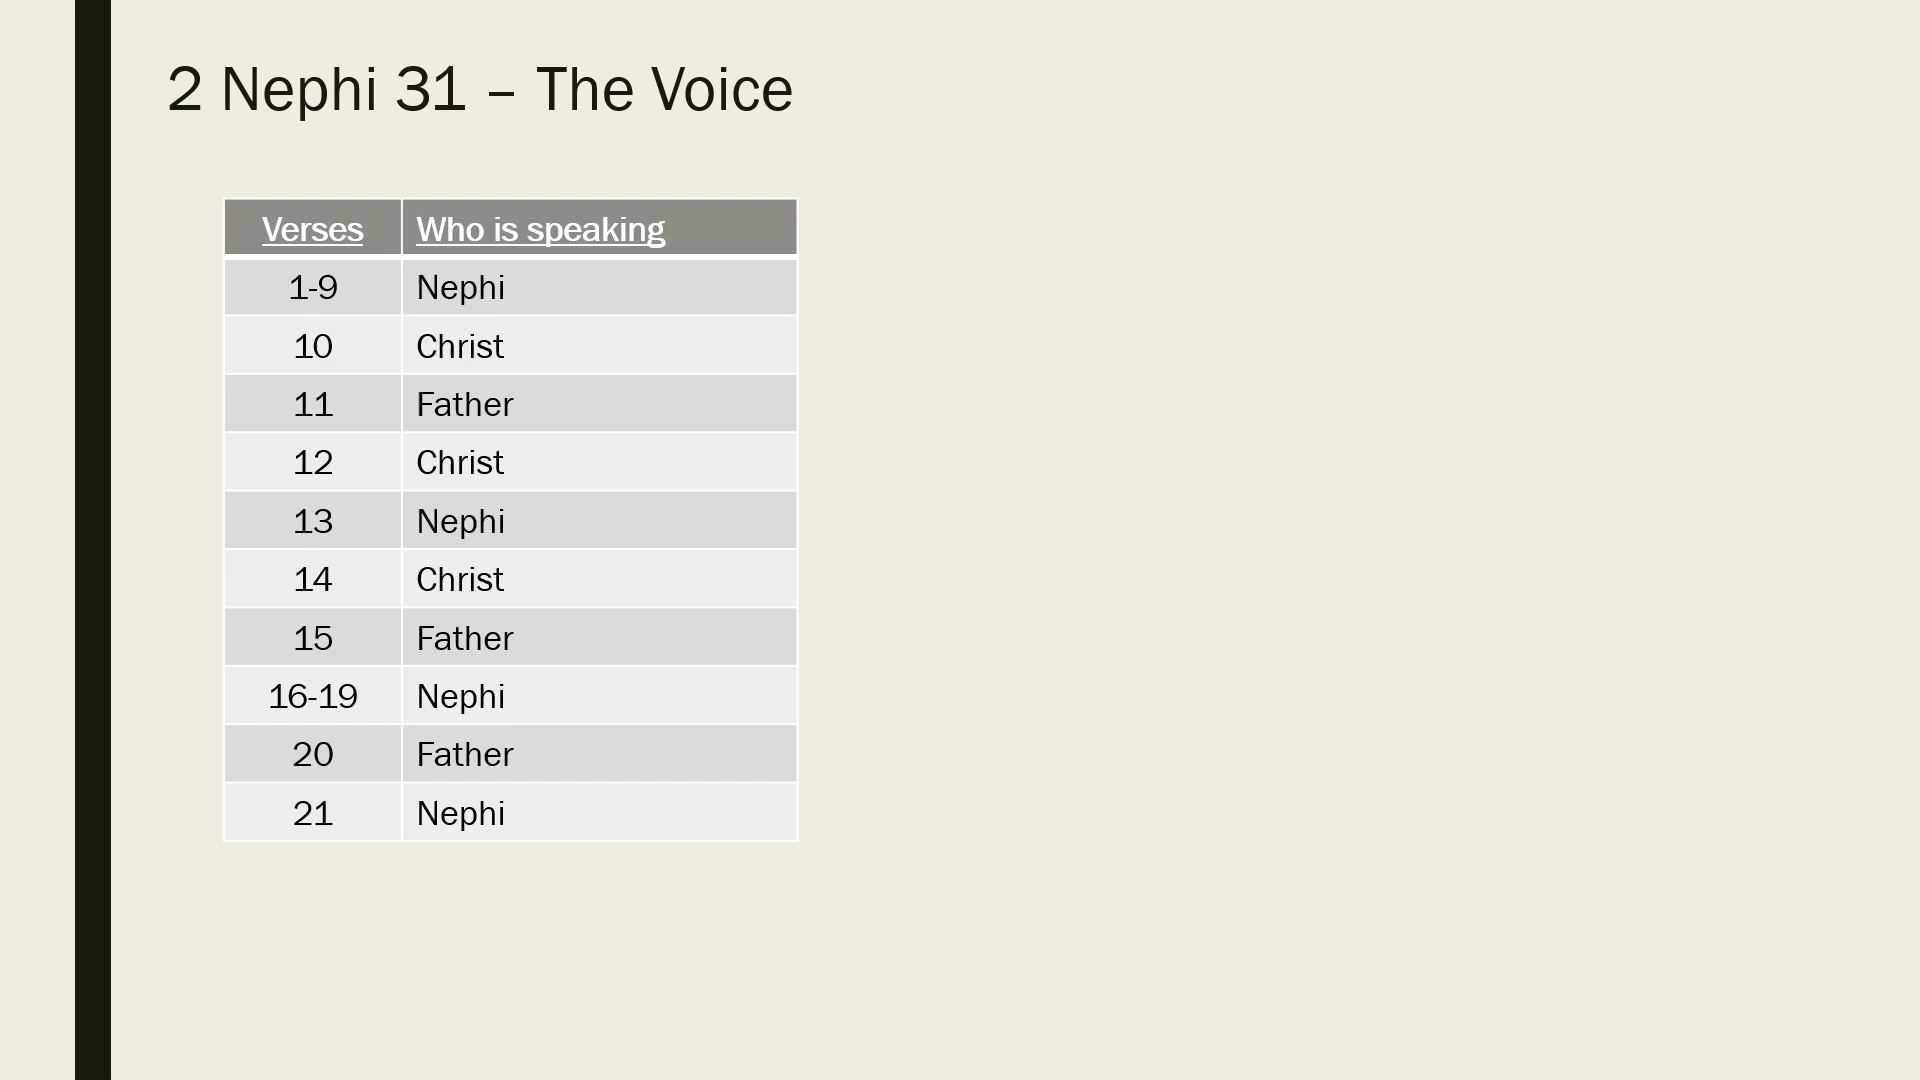 2 Nephi 31 – The Voice
Verses Who is speaking
1-9 Nephi
10 Christ
11 Father
12 Christ
13 Nephi
14 Christ
15 Father
16-19 Nephi
20 Father
21 Nephi